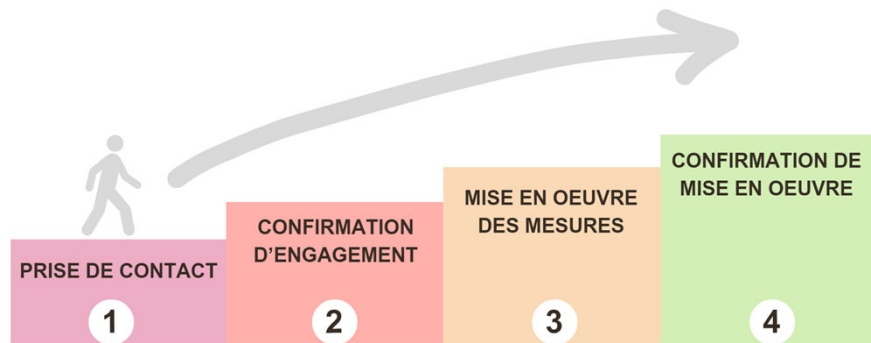 PRISE DE CONTACT
1
CONFIRMATION
D'ENGAGEMENT
2
MISE EN OEUVRE
DES MESURES
3
CONFIRMATION DE
MISE EN OEUVRE
4